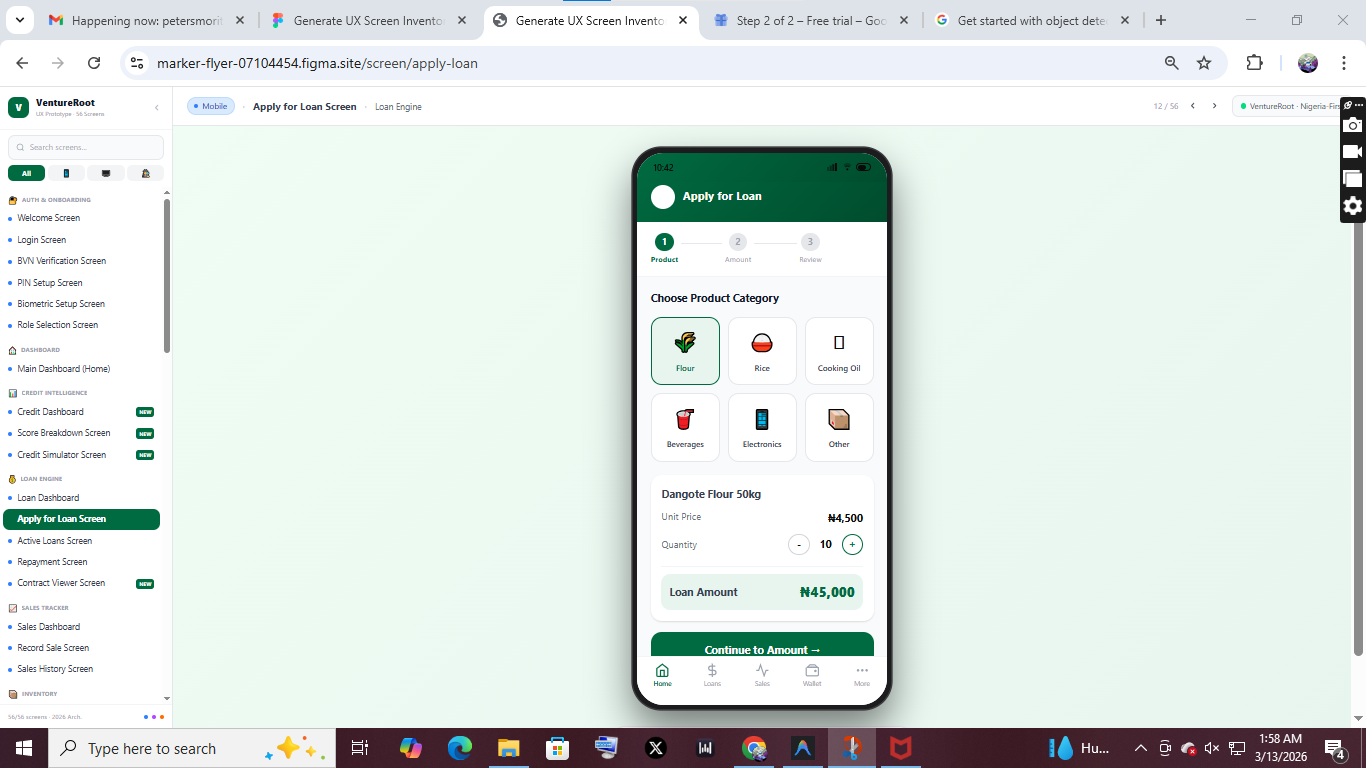 Happening now: petersmorit
Generate UX Screen Invento
Generate UX Screen Invento
Step 2 of 2 – Free trial – Goo
Get started with object dete
marker-flyer-07104454.figma.site/screen/apply-loan
V
VentureRoot
UX Prototype · 56 Screens
Mobile
Apply for Loan Screen
Loan Engine
12 / 56
VentureRoot · Nigeria-Firs
Search screens...
All
AUTH & ONBOARDING
Welcome Screen
Login Screen
BVN Verification Screen
PIN Setup Screen
Biometric Setup Screen
Role Selection Screen
DASHBOARD
Main Dashboard (Home)
CREDIT INTELLIGENCE
Credit Dashboard NEW
Score Breakdown Screen NEW
Credit Simulator Screen NEW
LOAN ENGINE
Loan Dashboard
Apply for Loan Screen
Active Loans Screen
Repayment Screen
Contract Viewer Screen NEW
SALES TRACKER
Sales Dashboard
Record Sale Screen
Sales History Screen
INVENTORY
56/56 screens · 2026 Arch.
10:42
Apply for Loan
1 2 3
Product Amount Review
Choose Product Category
Flour Rice Cooking Oil
Beverages Electronics Other
Dangote Flour 50kg
Unit Price ₦4,500
Quantity - 10 +
Loan Amount ₦45,000
Continue to Amount →
Home Loans Sales Wallet More
Type here to search
Hu...
1:58 AM
3/13/2026
4